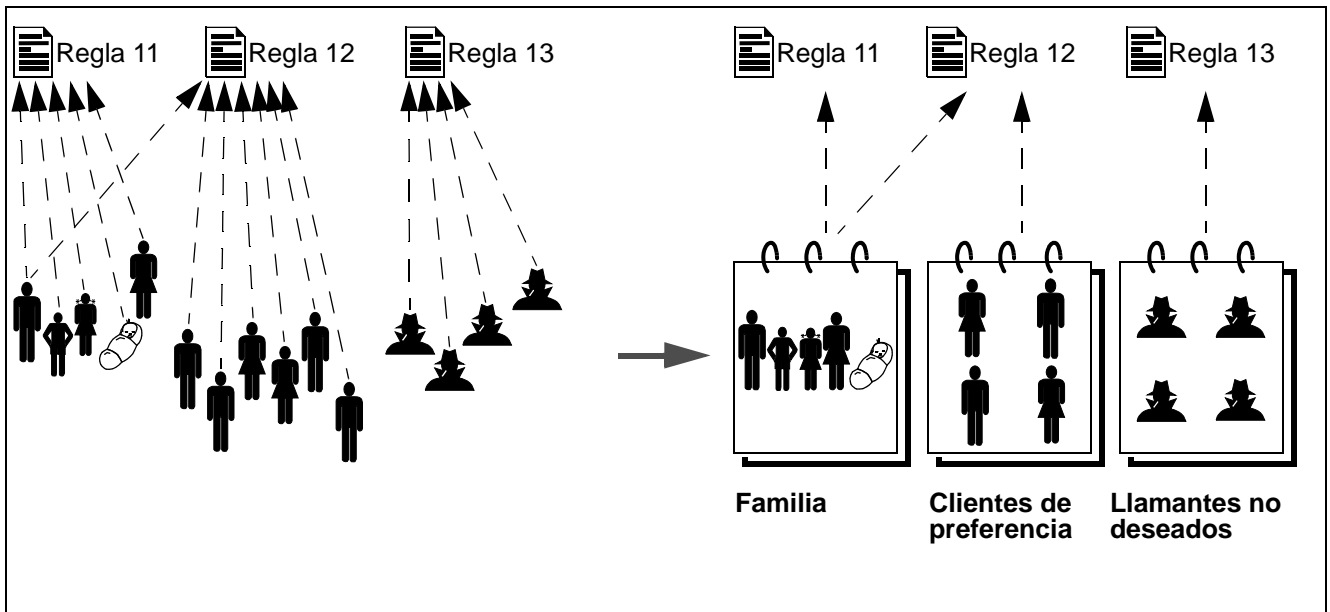 Regla 11
Regla 12
Regla 13
Regla 11
Regla 12
Regla 13
Familia
Clientes de
preferencia
Llamantes no
deseados